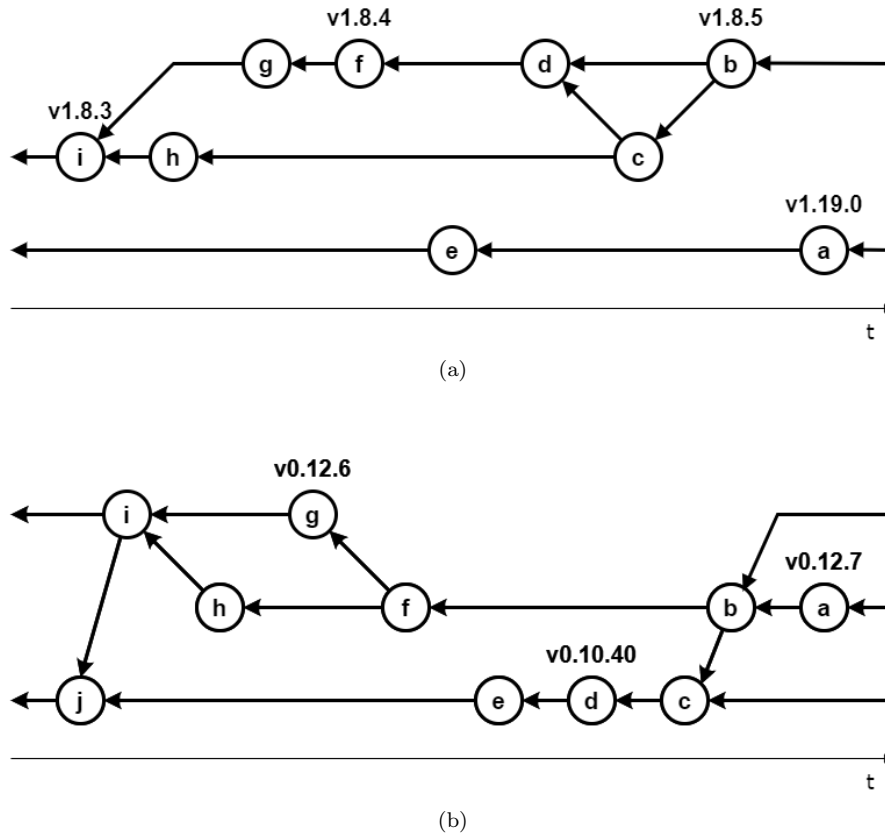 v1.8.4 v1.8.5
g f d b
v1.8.3
i h c
v1.19.0
e a
t
(a)
v0.12.6
i g
v0.12.7
h f b a
v0.10.40
j e d c
t
(b)